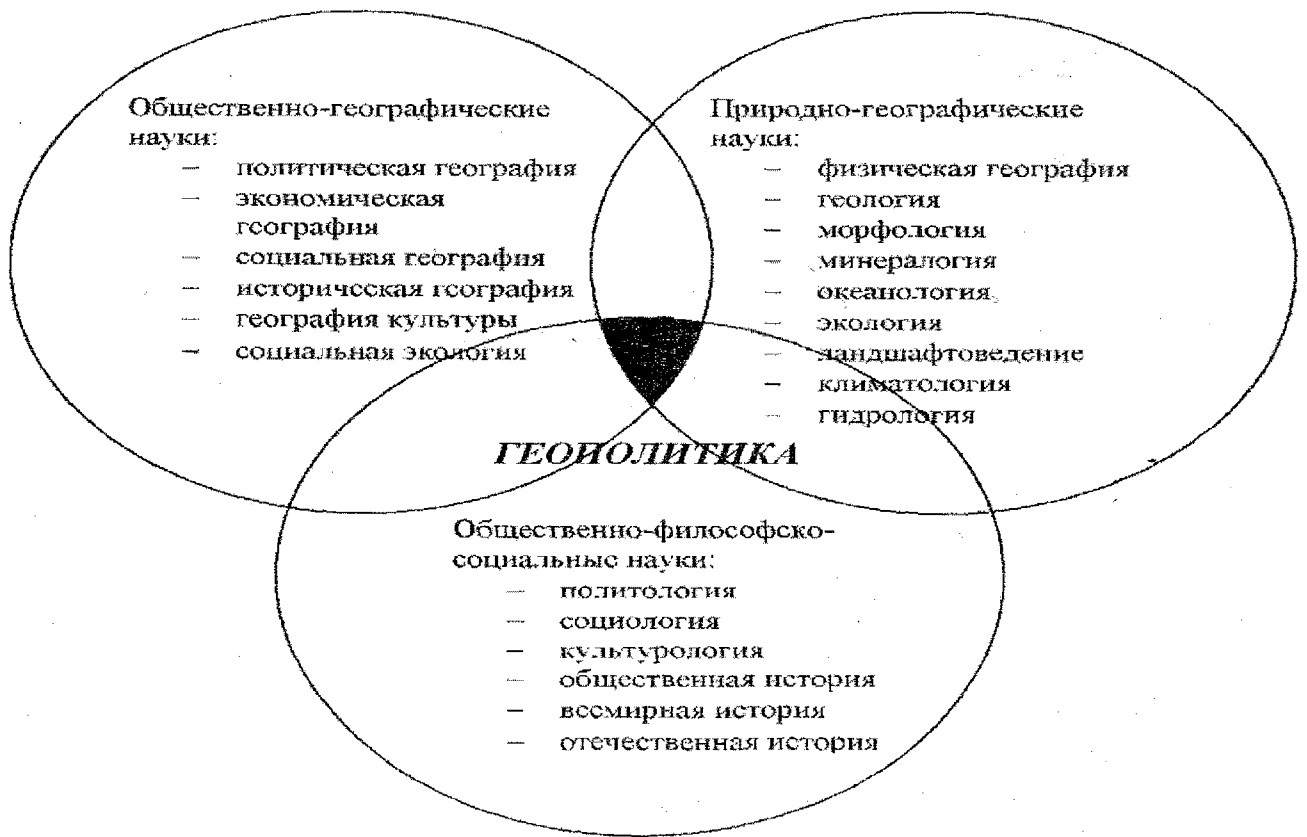 Общественно-географические
науки:
– политическая география
– экономическая
география
– социальная география
– историческая география
– география культуры
– социальная экология
Природно-географические
науки:
– физическая география
– геология
– морфология
– минералогия
– океанология
– экология
– ландшафтоведение
– климатология
– гидрология
ГЕОПОЛИТИКА
Общественно-философско-
социальные науки:
– политология
– социология
– культурология
– общественная история
– всемирная история
– отечественная история